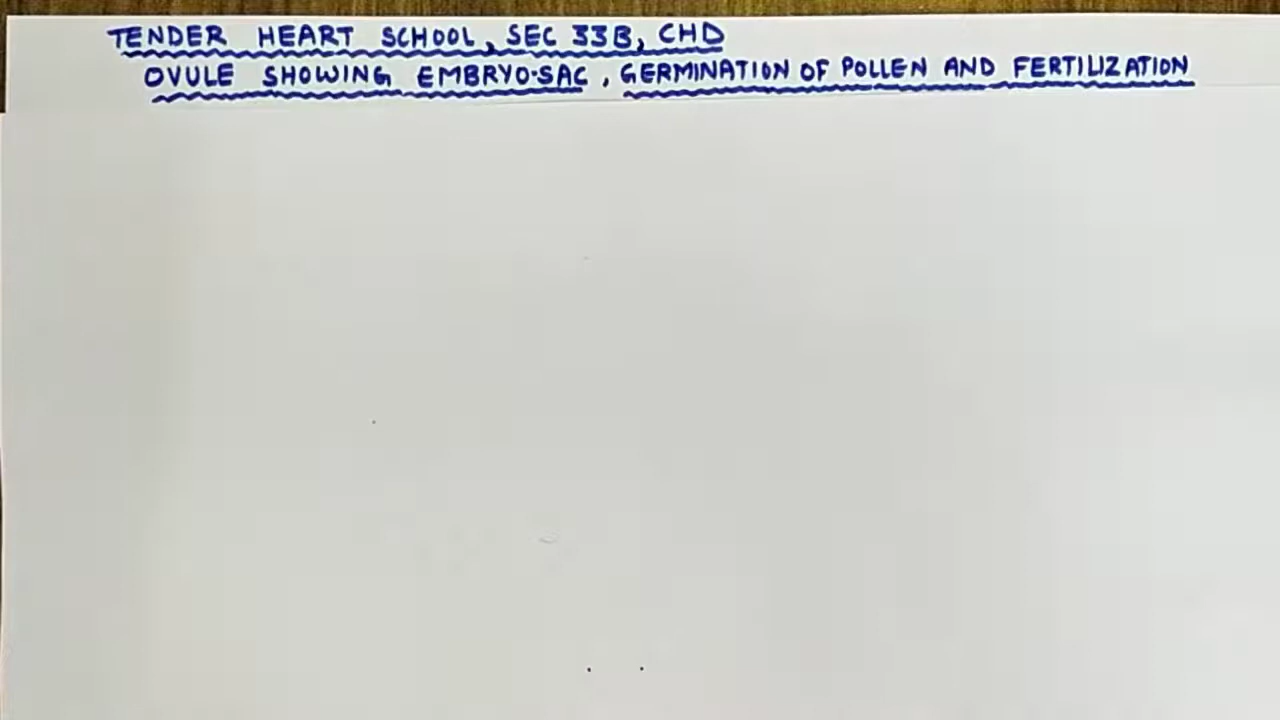 TENDER HEART SCHOOL, SEC 33B, CHD
OVULE SHOWING EMBRYO-SAC, GERMINATION OF POLLEN AND FERTILIZATION